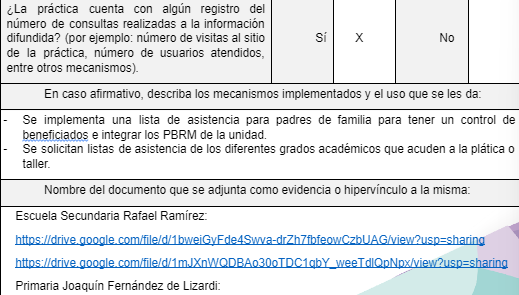 ¿La práctica cuenta con algún registro del
número de consultas realizadas a la información
difundida? (por ejemplo: número de visitas al sitio
de la práctica, número de usuarios atendidos,
entre otros mecanismos).
Sí X No
En caso afirmativo, describa los mecanismos implementados y el uso que se les da:
- Se implementa una lista de asistencia para padres de familia para tener un control de
beneficiados e integrar los PBRM de la unidad.
- Se solicitan listas de asistencia de los diferentes grados académicos que acuden a la plática o
taller.
Nombre del documento que se adjunta como evidencia o hipervínculo a la misma:
Escuela Secundaria Rafael Ramírez:
https://drive.google.com/file/d/1bweiGyFde4Swva-drZh7fbfeowCzbUAG/view?usp=sharing
https://drive.google.com/file/d/1mJXnWQDBAo30oTDC1qbY_weeTdlQpNpx/view?usp=sharing
Primaria Joaquín Fernández de Lizardi: